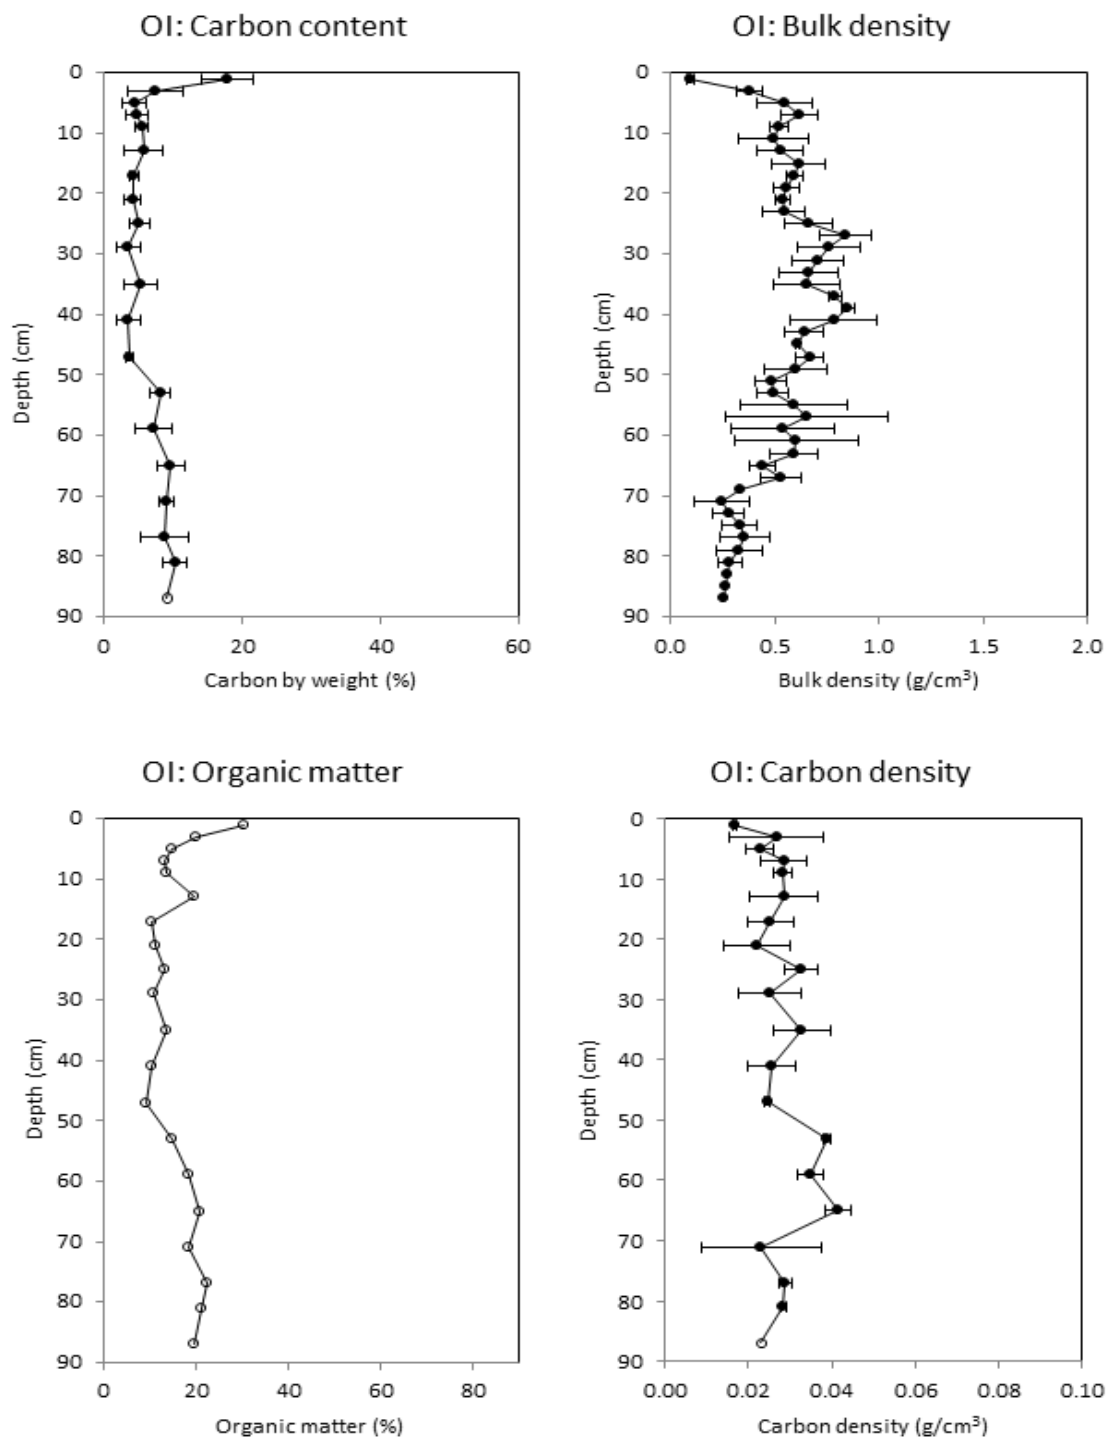 OI: Carbon content
0
10
20
30
40
50
60
70
80
90
Depth (cm)
0 20 40 60
Carbon by weight (%)
OI: Bulk density
0
10
20
30
40
50
60
70
80
90
Depth (cm)
0.0 0.5 1.0 1.5 2.0
Bulk density (g/cm³)
OI: Organic matter
0
10
20
30
40
50
60
70
80
90
Depth (cm)
0 20 40 60 80
Organic matter (%)
OI: Carbon density
0
10
20
30
40
50
60
70
80
90
Depth (cm)
0.00 0.02 0.04 0.06 0.08 0.10
Carbon density (g/cm³)